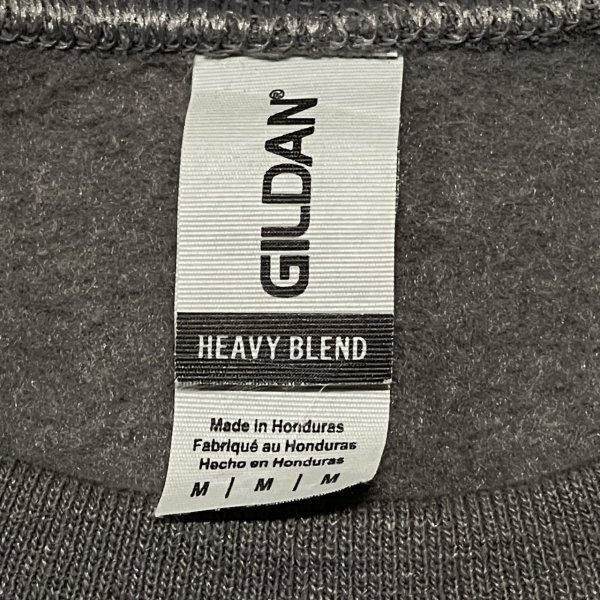 GILDAN®
HEAVY BLEND
Made in Honduras
Fabriqué au Honduras
Hecho en Honduras
M / M / M